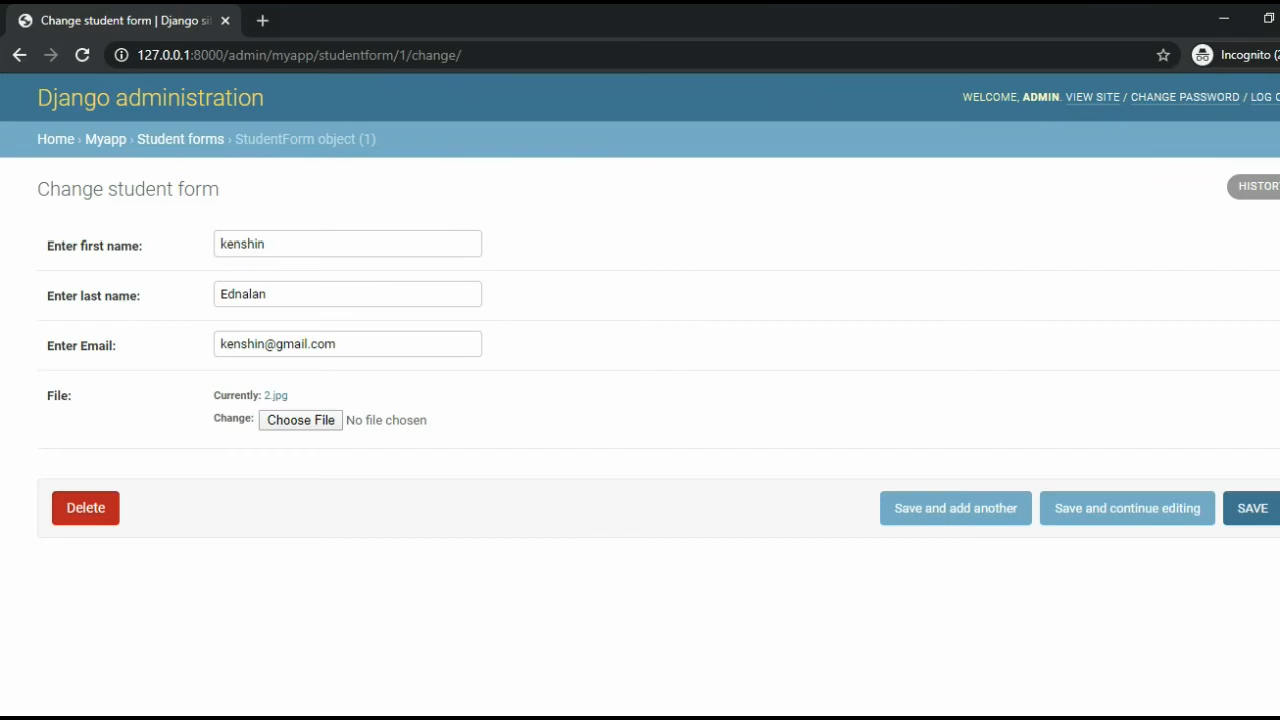 Change student form | Django si
127.0.0.1:8000/admin/myapp/studentform/1/change/
Incognito (2
Django administration
WELCOME, ADMIN. VIEW SITE / CHANGE PASSWORD / LOG O
Home › Myapp › Student forms › StudentForm object (1)
Change student form
HISTOR
Enter first name: kenshin
Enter last name: Ednalan
Enter Email: kenshin@gmail.com
File: Currently: 2.jpg
Change: Choose File No file chosen
Delete Save and add another Save and continue editing SAVE